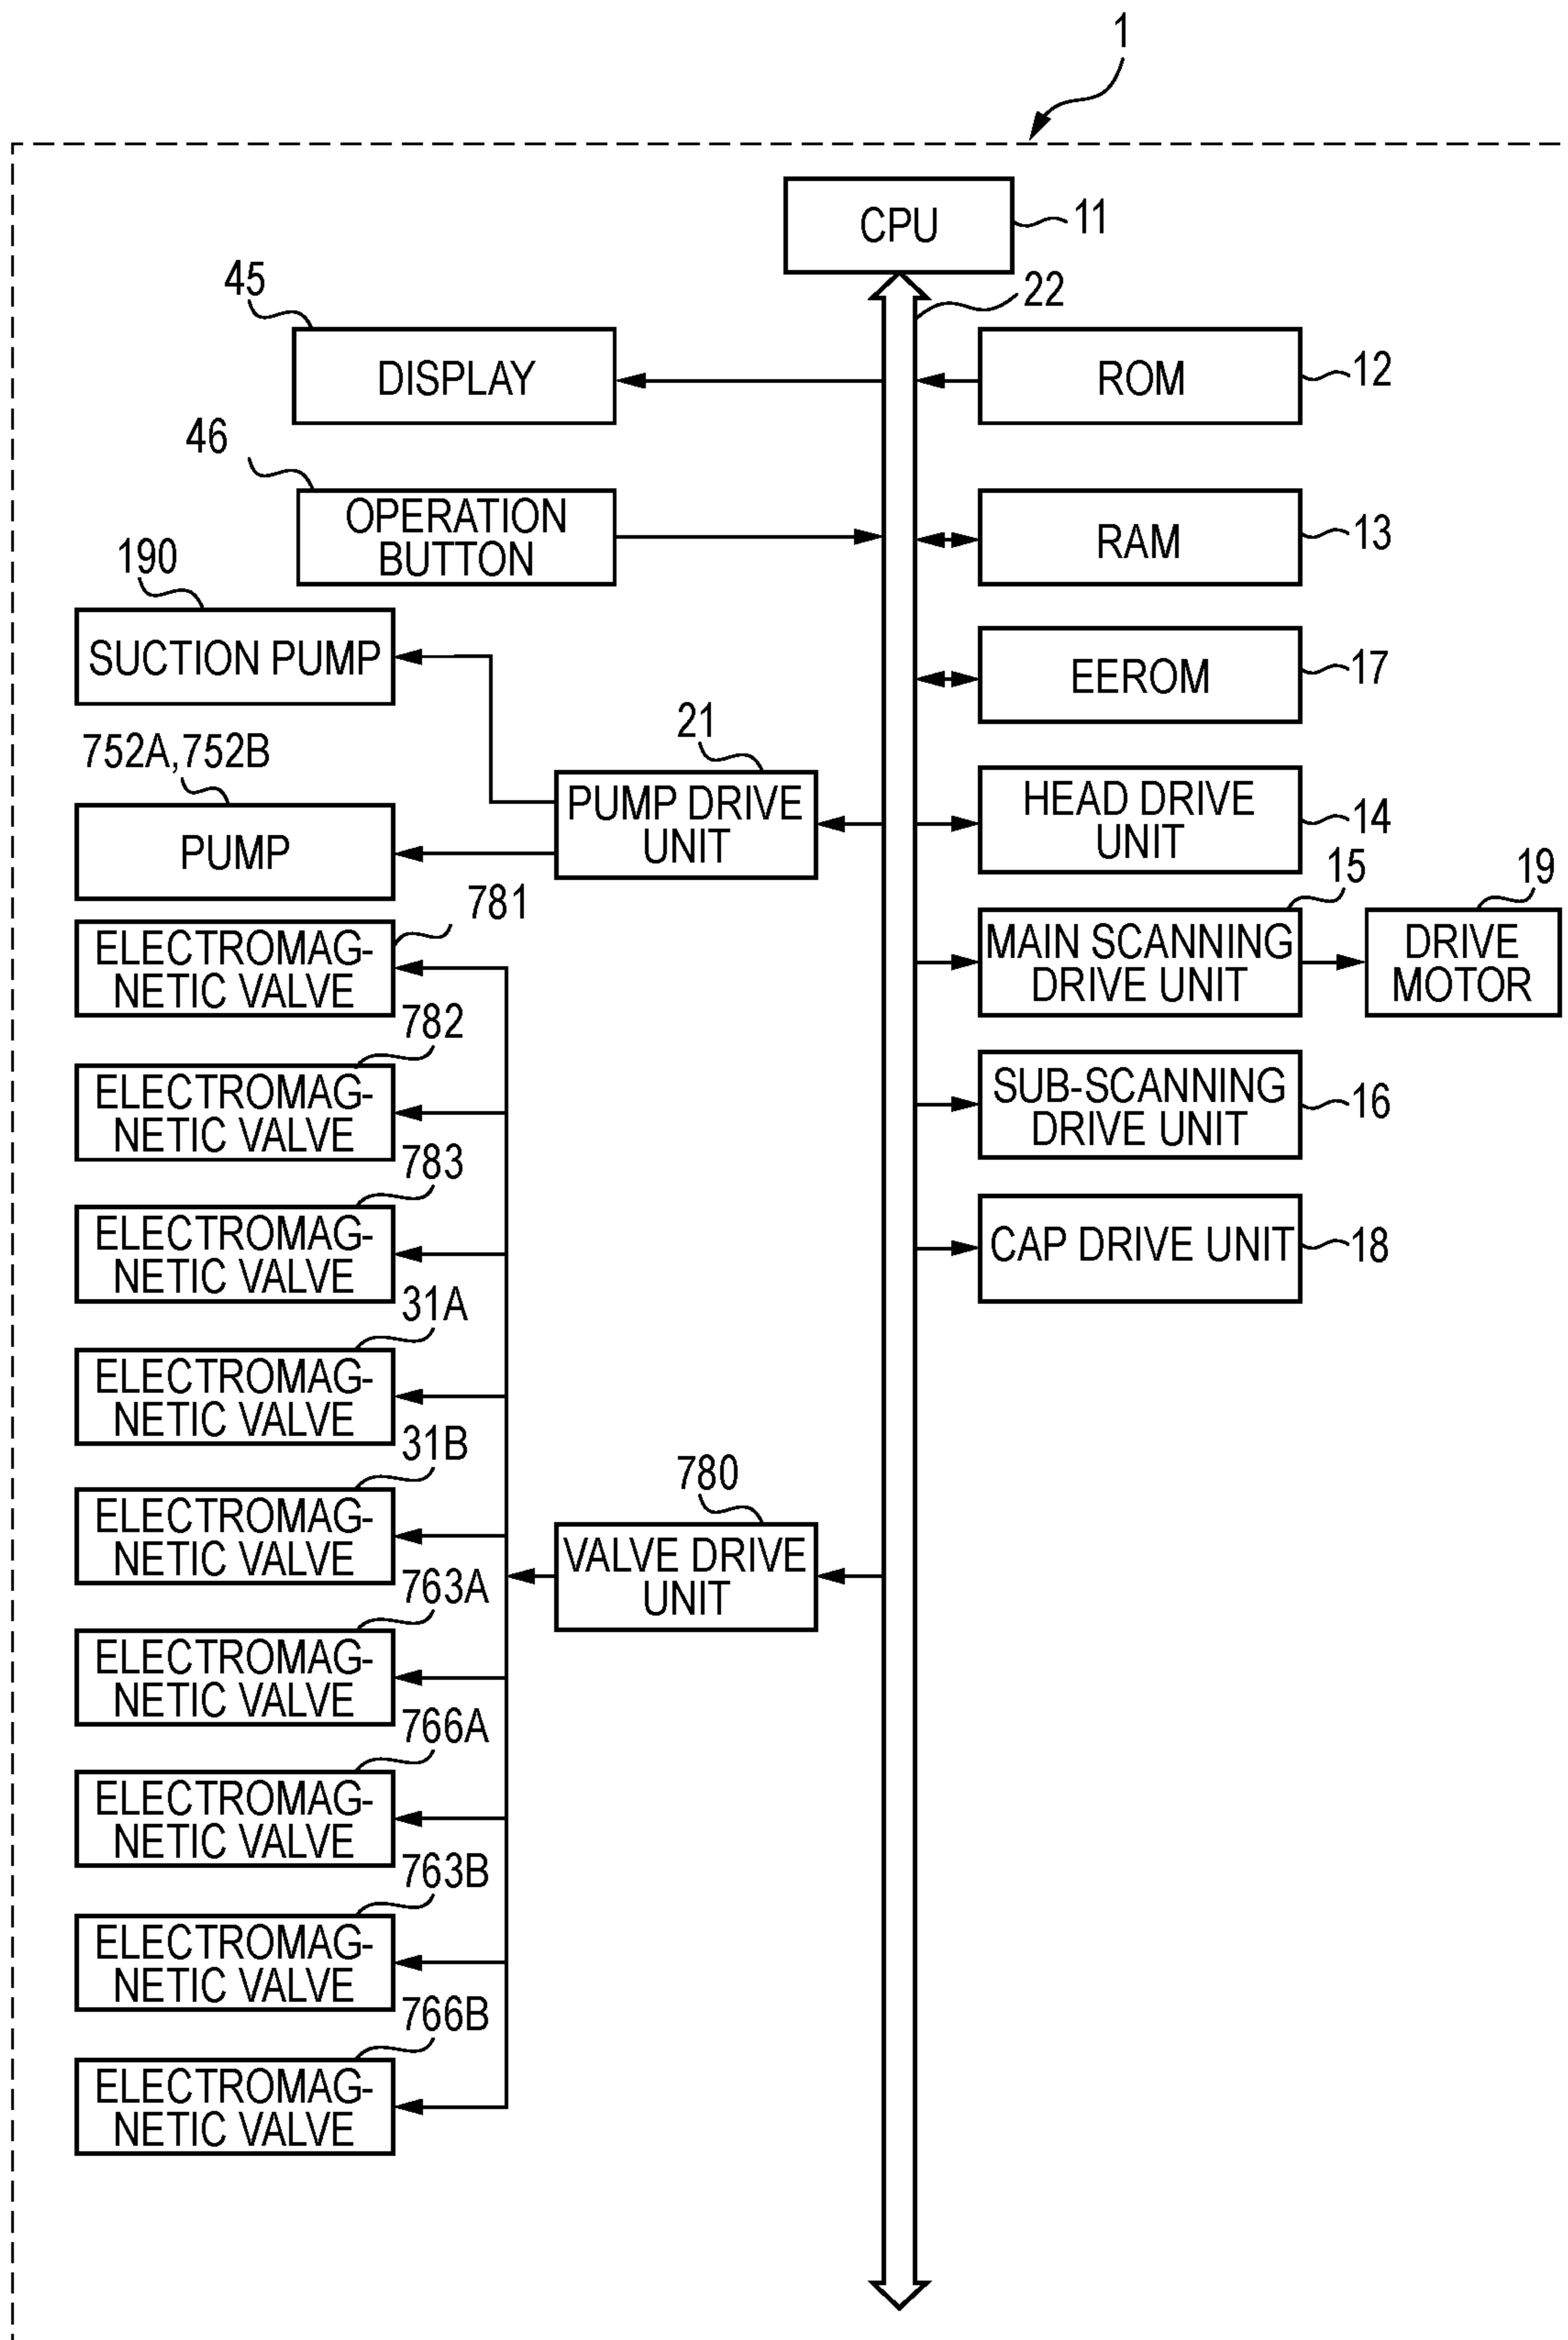 1
CPU
11
22
45
DISPLAY
ROM
12
46
OPERATION
BUTTON
RAM
13
190
SUCTION PUMP
EEROM
17
752A,752B
PUMP
21
PUMP DRIVE
UNIT
HEAD DRIVE
UNIT
14
781
ELECTROMAG-
NETIC VALVE
15
MAIN SCANNING
DRIVE UNIT
19
DRIVE
MOTOR
782
ELECTROMAG-
NETIC VALVE
SUB-SCANNING
DRIVE UNIT
16
783
ELECTROMAG-
NETIC VALVE
CAP DRIVE UNIT
18
31A
ELECTROMAG-
NETIC VALVE
31B
ELECTROMAG-
NETIC VALVE
780
VALVE DRIVE
UNIT
763A
ELECTROMAG-
NETIC VALVE
766A
ELECTROMAG-
NETIC VALVE
763B
ELECTROMAG-
NETIC VALVE
766B
ELECTROMAG-
NETIC VALVE